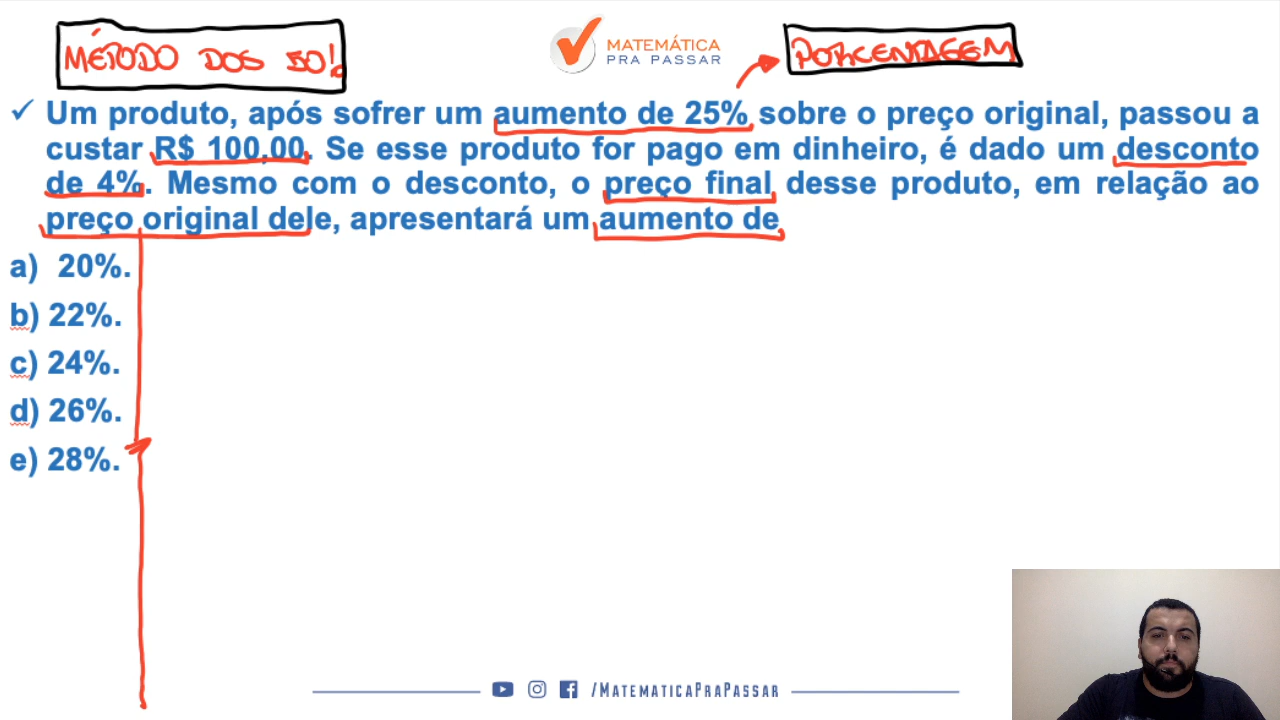 MÉTODO DOS 50!
MATEMÁTICA
PRA PASSAR
PORCENTAGEM
✓ Um produto, após sofrer um aumento de 25% sobre o preço original, passou a
custar R$ 100,00. Se esse produto for pago em dinheiro, é dado um desconto
de 4%. Mesmo com o desconto, o preço final desse produto, em relação ao
preço original dele, apresentará um aumento de
a) 20%.
b) 22%.
c) 24%.
d) 26%.
e) 28%.
/MATEMATICAPRAPASSAR